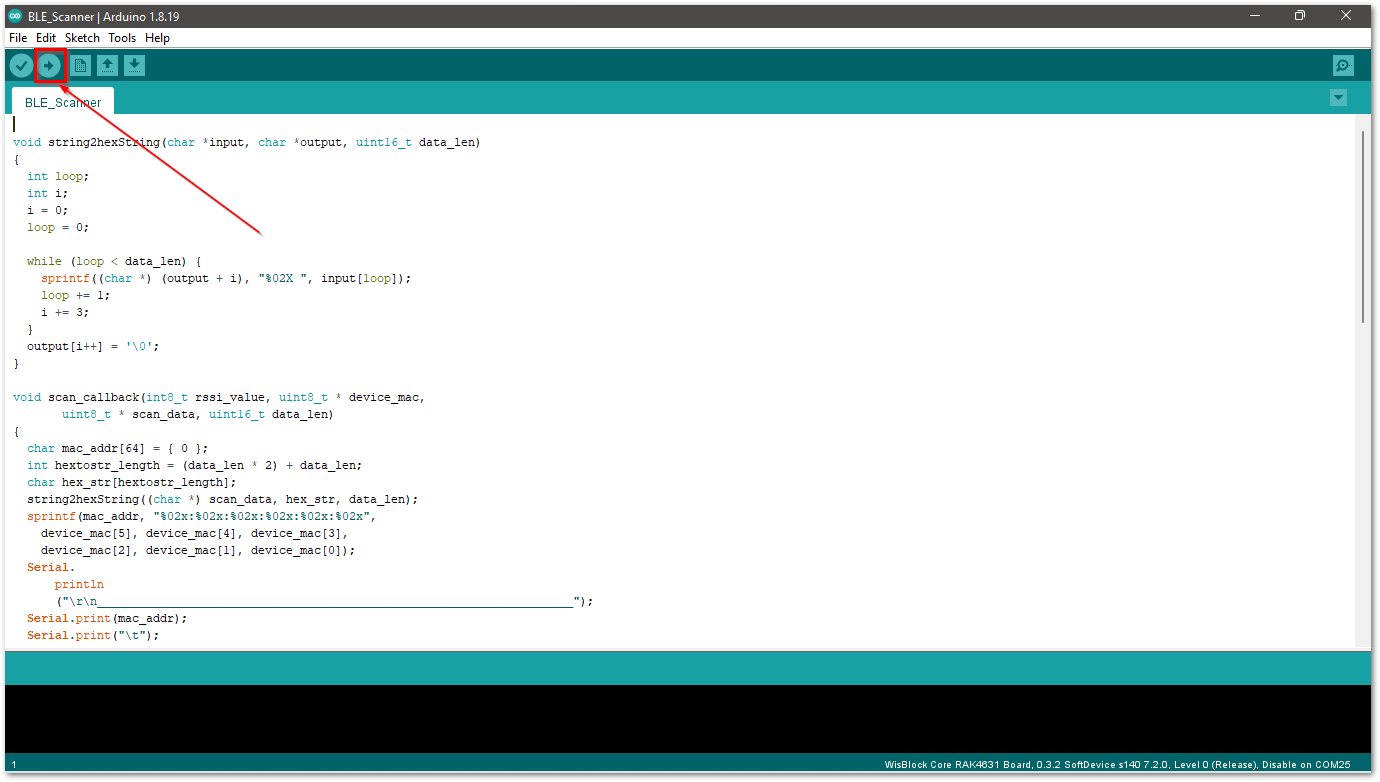 BLE_Scanner | Arduino 1.8.19
File Edit Sketch Tools Help
BLE_Scanner
void string2hexString(char *input, char *output, uint16_t data_len)
{
  int loop;
  int i;
  i = 0;
  loop = 0;
  while (loop < data_len) {
    sprintf((char *) (output + i), "%02X ", input[loop]);
    loop += 1;
    i += 3;
  }
  output[i++] = '\0';
}
void scan_callback(int8_t rssi_value, uint8_t * device_mac,
       uint8_t * scan_data, uint16_t data_len)
{
  char mac_addr[64] = { 0 };
  int hextostr_length = (data_len * 2) + data_len;
  char hex_str[hextostr_length];
  string2hexString((char *) scan_data, hex_str, data_len);
  sprintf(mac_addr, "%02x:%02x:%02x:%02x:%02x:%02x",
    device_mac[5], device_mac[4], device_mac[3],
    device_mac[2], device_mac[1], device_mac[0]);
  Serial.
      println
      ("\r\n____________________________________________________________________");
  Serial.print(mac_addr);
  Serial.print("\t");
1 WisBlock Core RAK4631 Board, 0.3.2 SoftDevice s140 7.2.0, Level 0 (Release), Disable on COM25